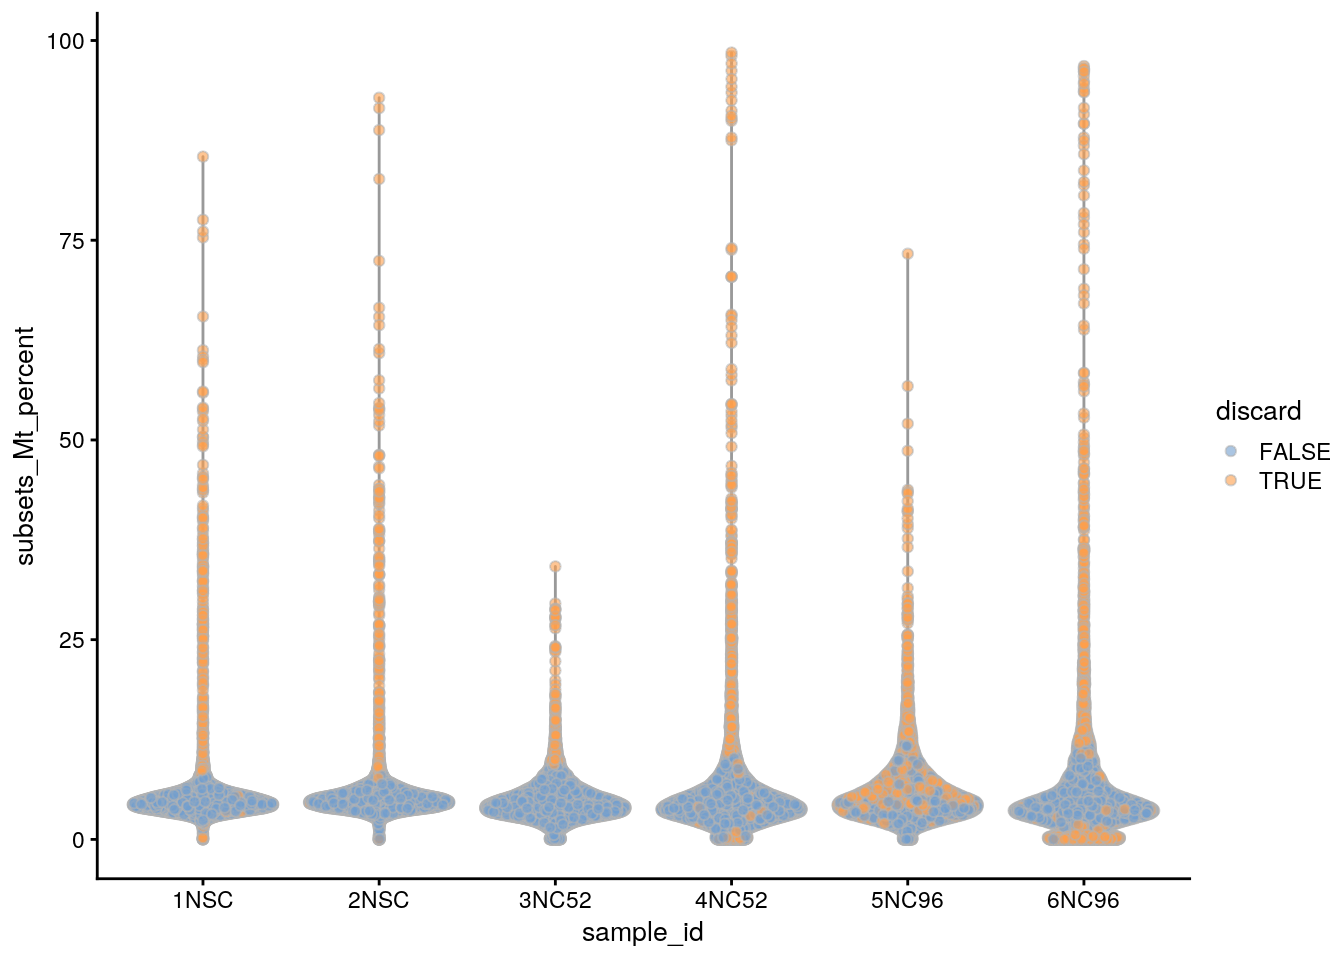 100
75
50
25
0
subsets_Mt_percent
1NSC
2NSC
3NC52
4NC52
5NC96
6NC96
sample_id
discard
FALSE
TRUE